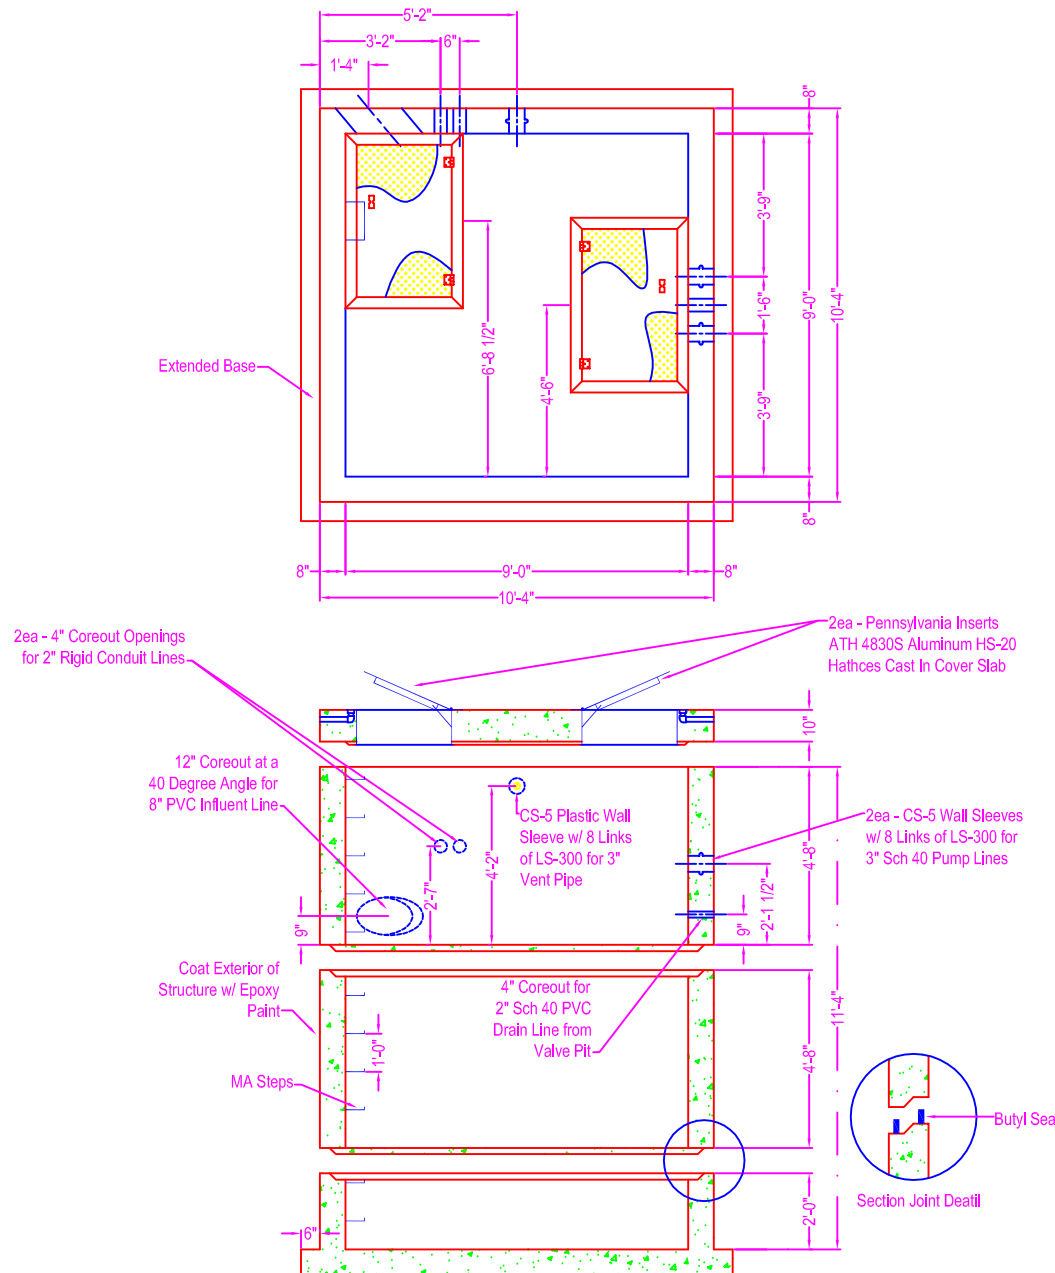 5'-2"
3'-2"
6"
1'-4"
8"
3'-9"
1'-6"
9'-0"
10'-4"
6'-8 1/2"
4'-6"
3'-9"
Extended Base
8"
8"
9'-0"
8"
10'-4"
2ea - 4" Coreout Openings
for 2" Rigid Conduit Lines
2ea - Pennsylvania Inserts
ATH 4830S Aluminum HS-20
Hathces Cast In Cover Slab
10"
12" Coreout at a
40 Degree Angle for
8" PVC Influent Line
CS-5 Plastic Wall
Sleeve w/ 8 Links
of LS-300 for 3"
Vent Pipe
2ea - CS-5 Wall Sleeves
w/ 8 Links of LS-300 for
3" Sch 40 Pump Lines
4'-8"
4'-2"
2'-7"
2'-1 1/2"
9"
9"
Coat Exterior of
Structure w/ Epoxy
Paint
4" Coreout for
2" Sch 40 PVC
Drain Line from
Valve Pit
11'-4"
1'-0"
4'-8"
MA Steps
Butyl Sea
Section Joint Deatil
2'-0"
6"